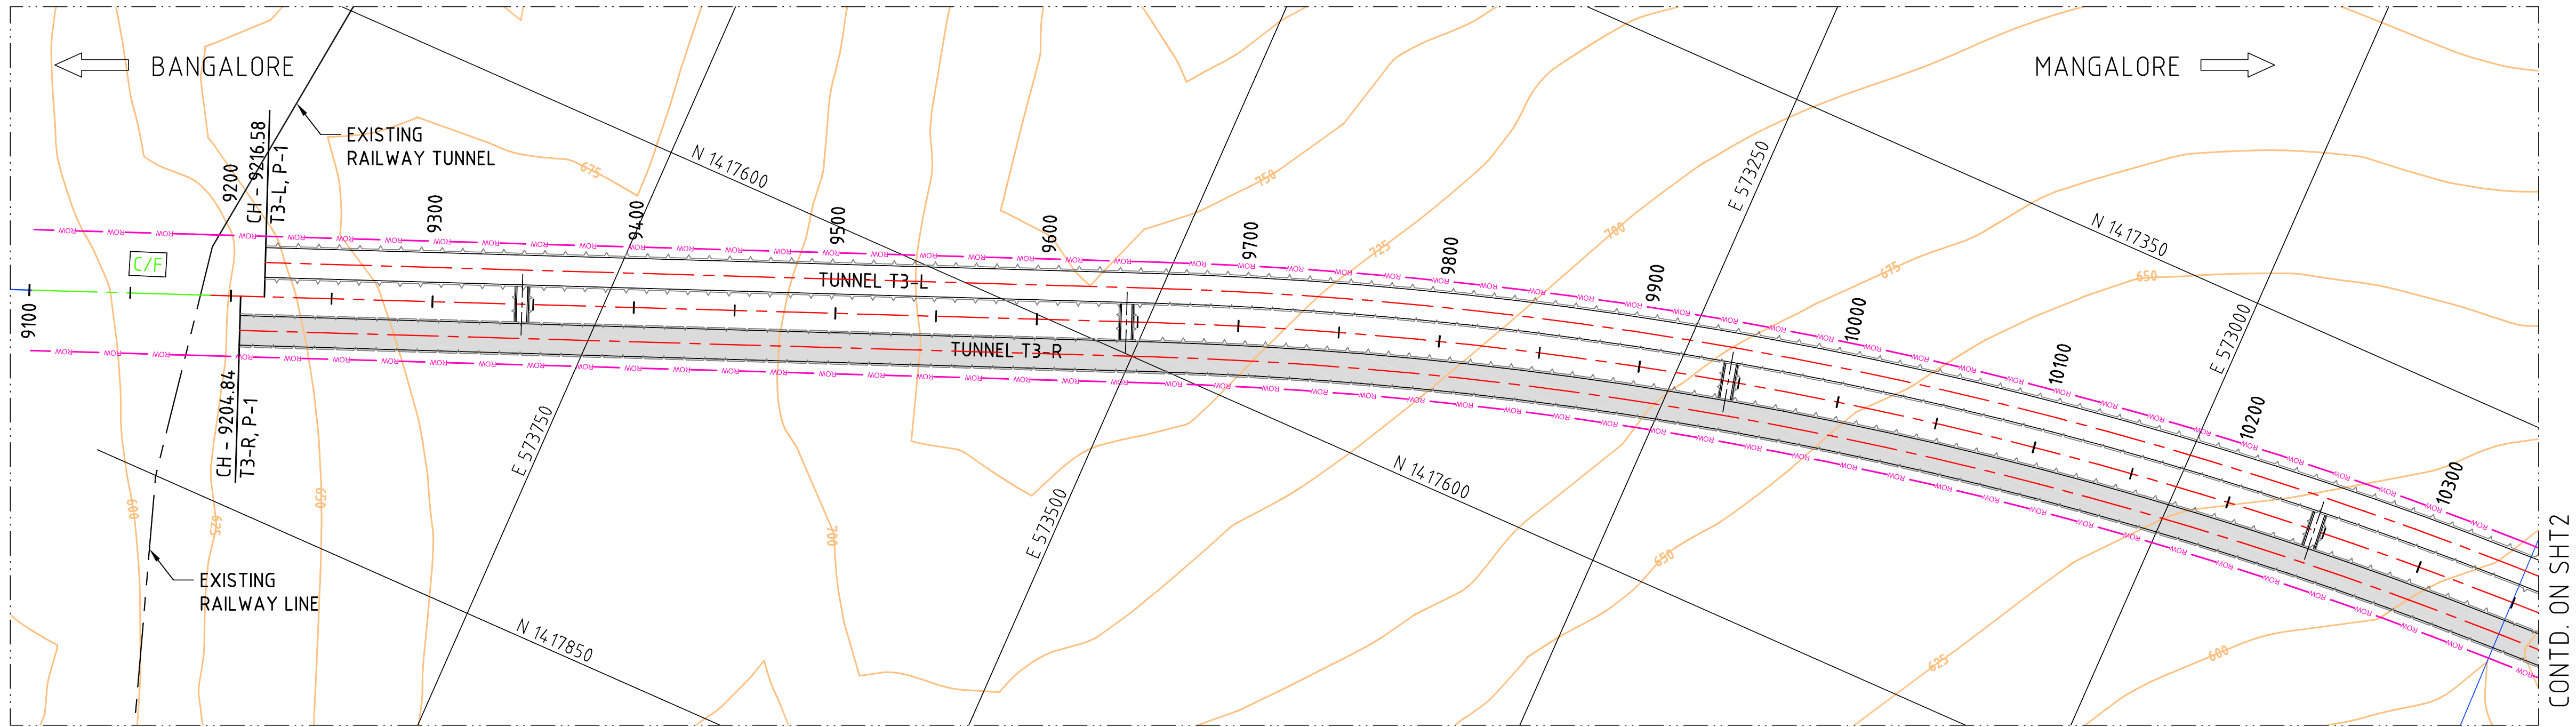 BANGALORE
MANGALORE
EXISTING
RAILWAY TUNNEL
CH - 9216.58
T3-L, P-1
9200
9300
9400
9500
9600
9700
9800
9900
10000
10100
10200
10300
9100
C/F
675
750
725
700
675
650
N 1417600
E 573250
N 1417350
E 573000
TUNNEL T3-L
TUNNEL T3-R
CH - 9204.84
T3-R, P-1
E 573750
E 573500
N 1417600
600
625
650
700
650
625
600
EXISTING
RAILWAY LINE
N 1417850
CONTD. ON SHT2
ROW